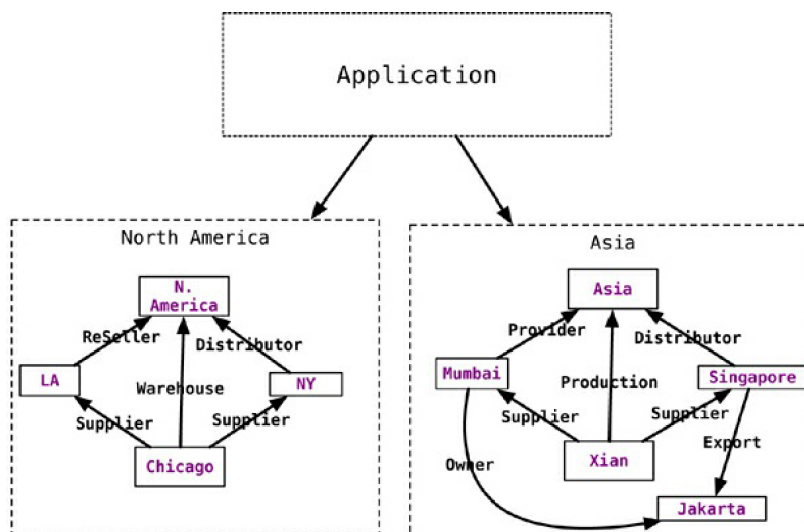 Application
North America
N.
America
ReSeller
Distributor
LA
Warehouse
NY
Supplier
Supplier
Chicago
Asia
Asia
Provider
Distributor
Mumbai
Production
Singapore
Supplier
Supplier
Export
Owner
Xian
Jakarta